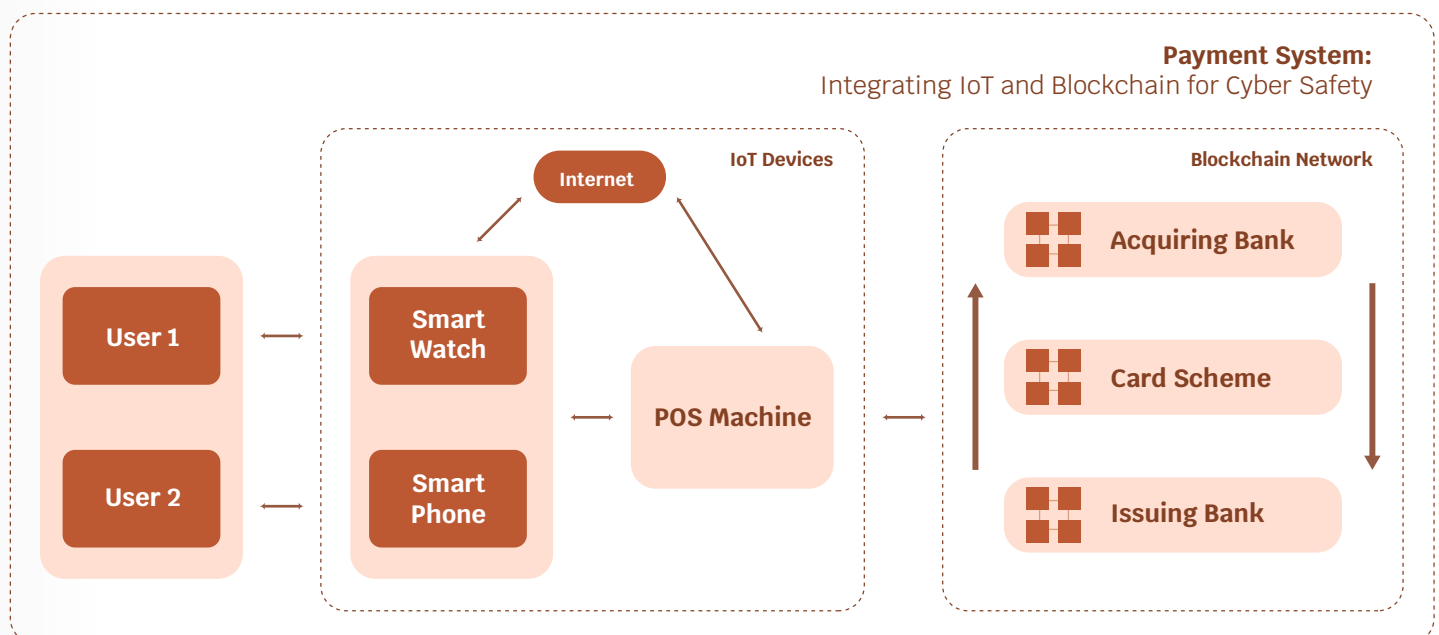 Payment System:
Integrating IoT and Blockchain for Cyber Safety
IoT Devices
Blockchain Network
Internet
User 1
User 2
Smart
Watch
Smart
Phone
POS Machine
Acquiring Bank
Card Scheme
Issuing Bank